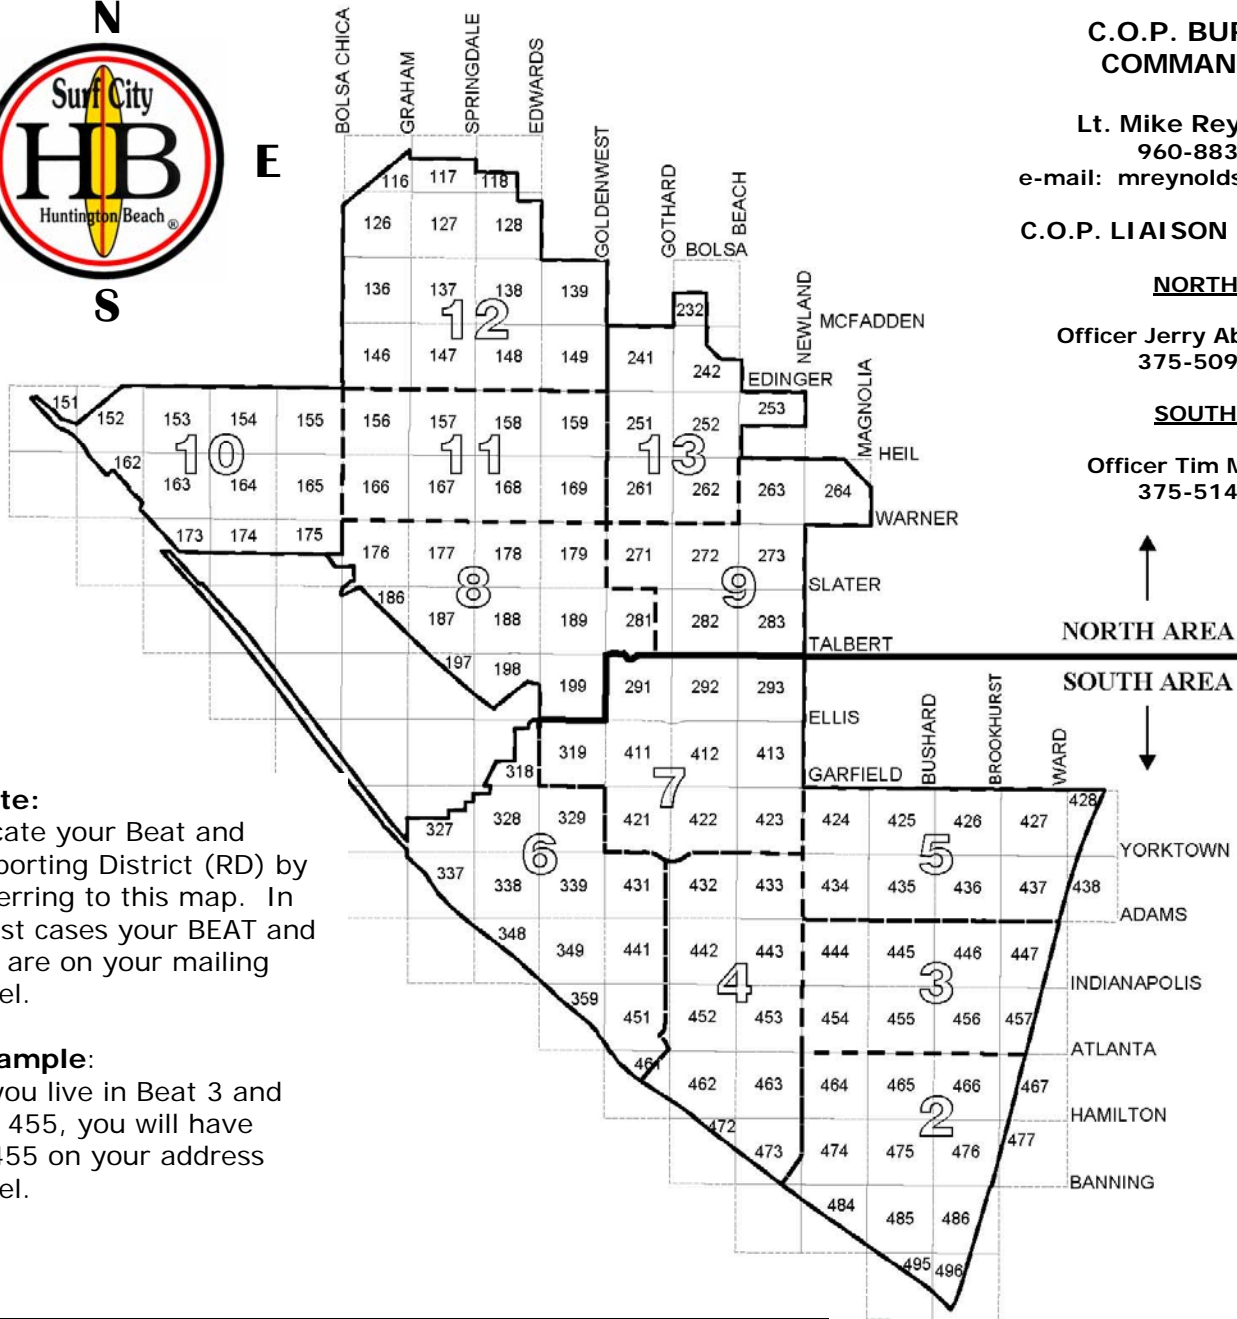 N
Surf City
HB
Huntington Beach ®
E
S
BOLSA CHICA
GRAHAM
SPRINGDALE
EDWARDS
GOLDENWEST
GOTHARD
BEACH
BOLSA
NEWLAND
MCFADDEN
MAGNOLIA
EDINGER
HEIL
WARNER
SLATER
TALBERT
ELLIS
GARFIELD
BUSHARD
BROOKHURST
WARD
YORKTOWN
ADAMS
INDIANAPOLIS
ATLANTA
HAMILTON
BANNING
116 117 118
126 127 128
136 137 138 139
12
232
146 147 148 149 241 242
151 152 153 154 155 156 157 158 159 251 252 253
10 11 13
162 163 164 165 166 167 168 169 261 262 263 264
173 174 175 176 177 178 179 271 272 273
8 9
186 187 188 189 281 282 283
197 198 199 291 292 293
318 319 411 412 413
7
327 328 329 421 422 423 424 425 426 427 428
6 5
337 338 339 431 432 433 434 435 436 437 438
348 349 441 442 443 444 445 446 447
4 3
359 451 452 453 454 455 456 457
461 462 463 464 465 466 467
2
472 473 474 475 476 477
484 485 486
495 496
C.O.P. BUR
COMMAN
Lt. Mike Rey
960-883
e-mail: mreynolds
C.O.P. LIAISON
NORTH
Officer Jerry Ab
375-509
SOUTH
Officer Tim M
375-514
NORTH AREA
SOUTH AREA
te:
cate your Beat and
porting District (RD) by
erring to this map. In
st cases your BEAT and
are on your mailing
el.
ample:
you live in Beat 3 and
455, you will have
455 on your address
el.